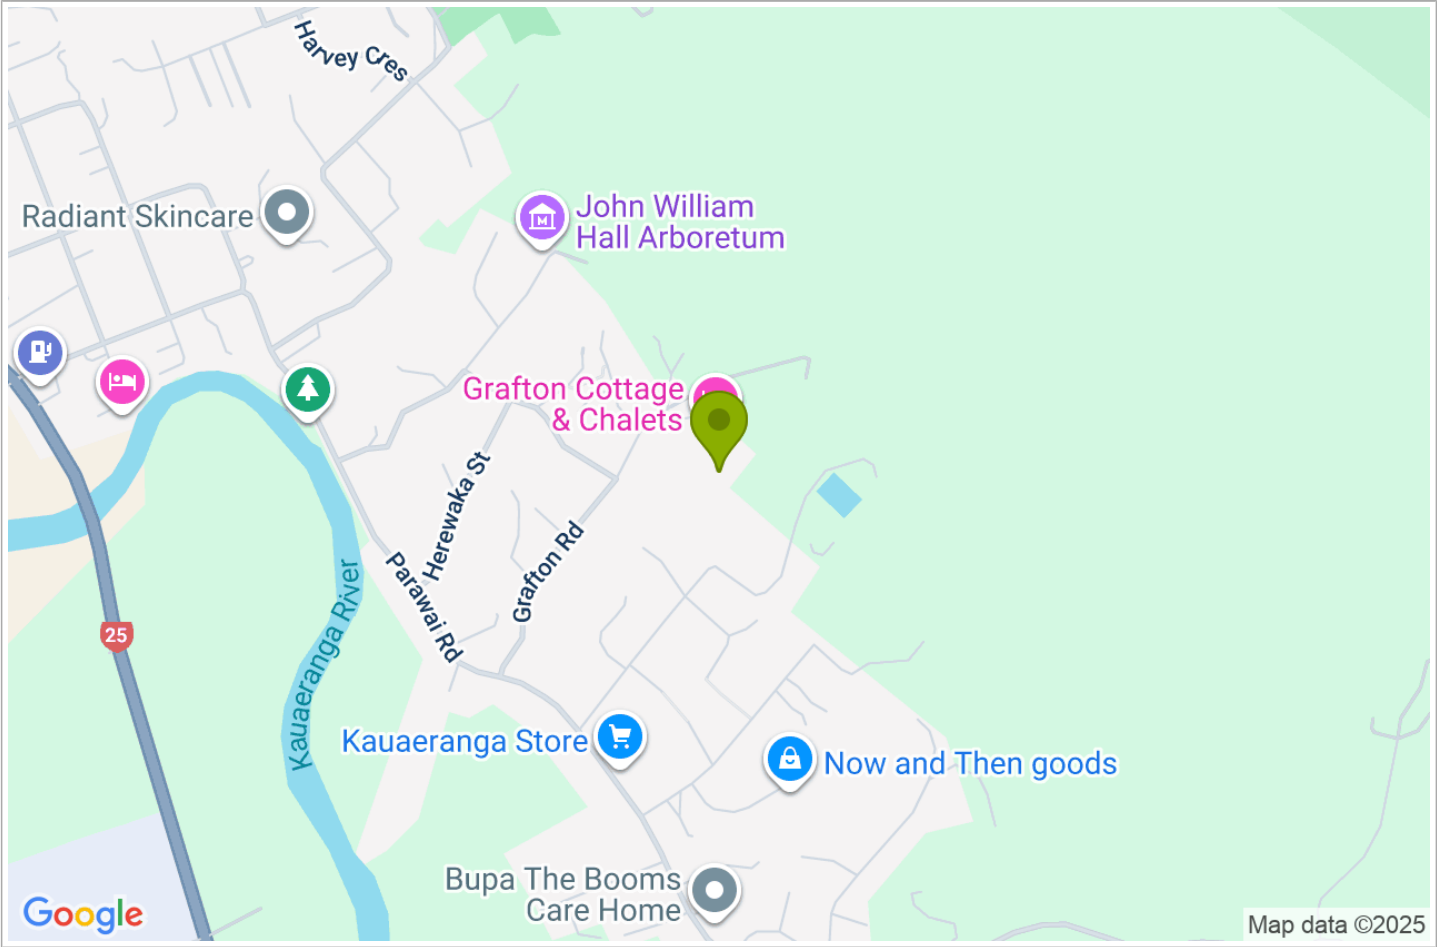 Harvey Cres
John William
Hall Arboretum
Radiant Skincare
Grafton Cottage
& Chalets
Herewaka St
Grafton Rd
Parawai Rd
Kauaeranga River
25
Kauaeranga Store
Now and Then goods
Bupa The Booms
Care Home
Google
Map data ©2025